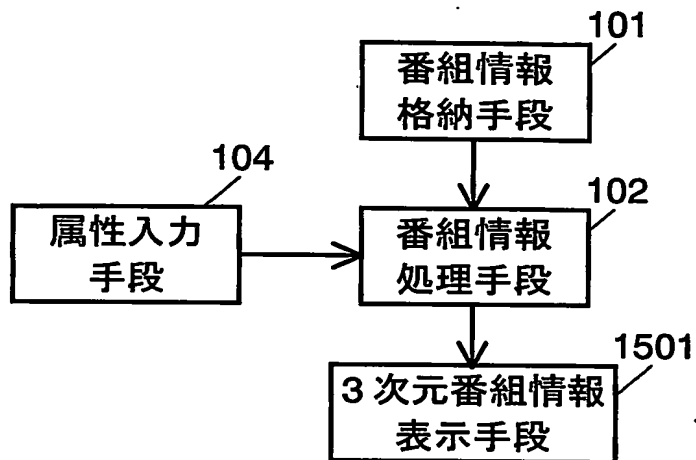 101
番組情報
格納手段
104
属性入力
手段
102
番組情報
処理手段
1501
3次元番組情報
表示手段